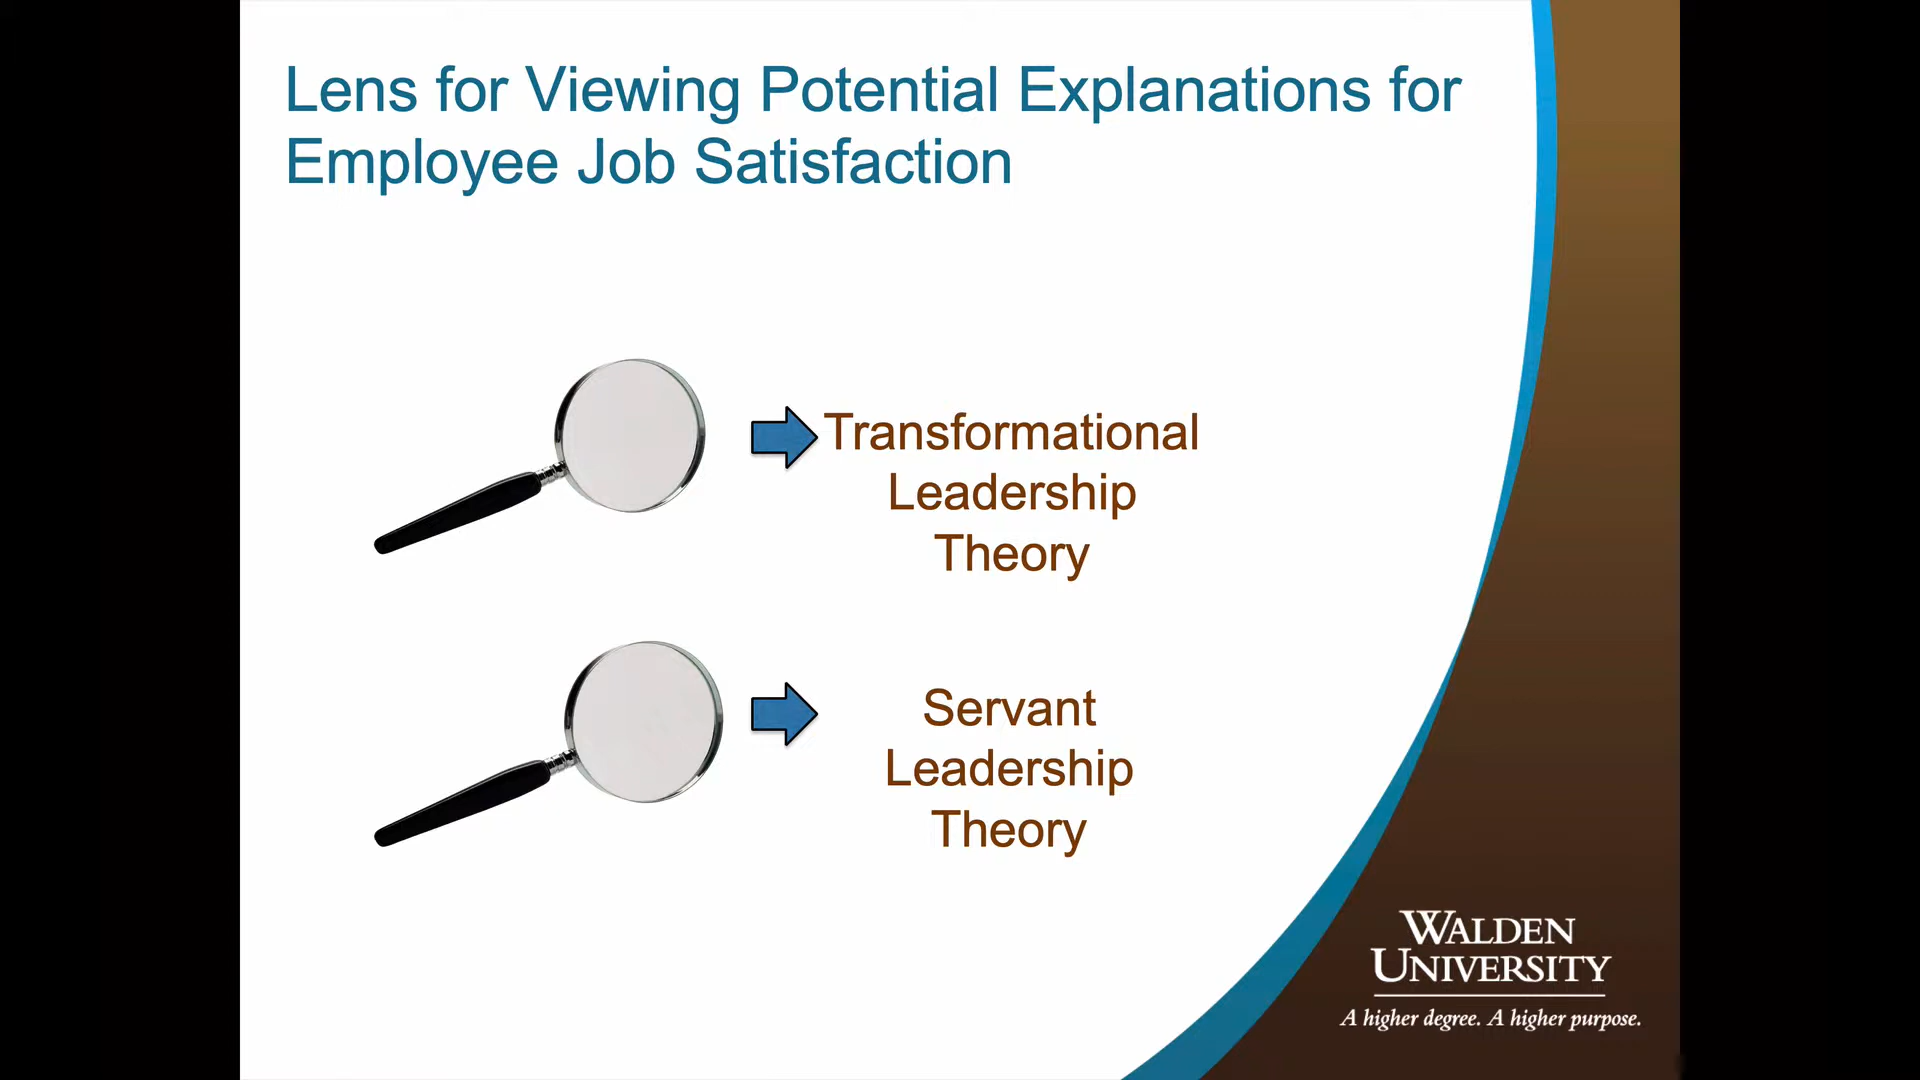 Lens for Viewing Potential Explanations for
Employee Job Satisfaction
Transformational
Leadership
Theory
Servant
Leadership
Theory
WALDEN
UNIVERSITY
A higher degree. A higher purpose.